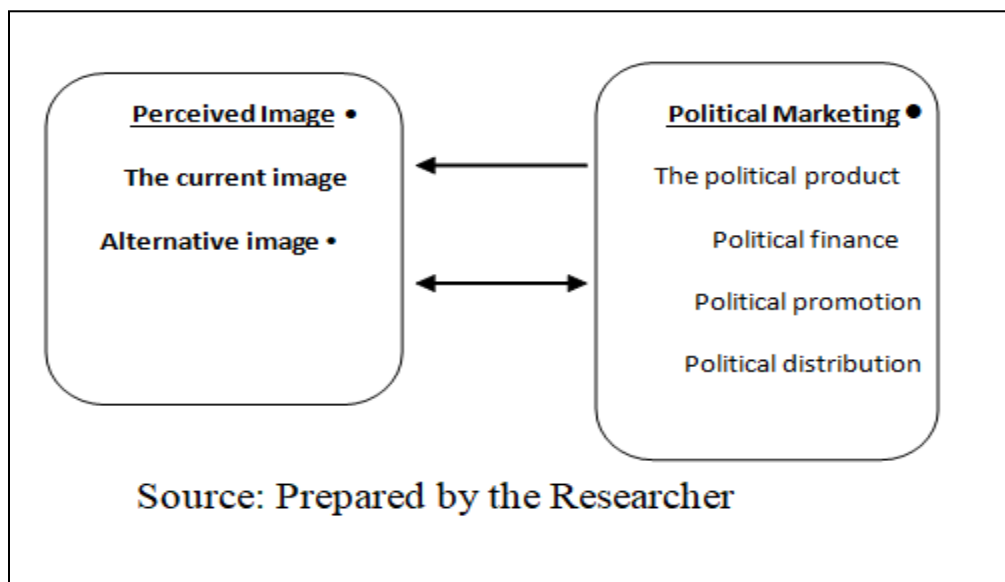 Perceived Image •
The current image
Alternative image •
Political Marketing •
The political product
Political finance
Political promotion
Political distribution
Source: Prepared by the Researcher